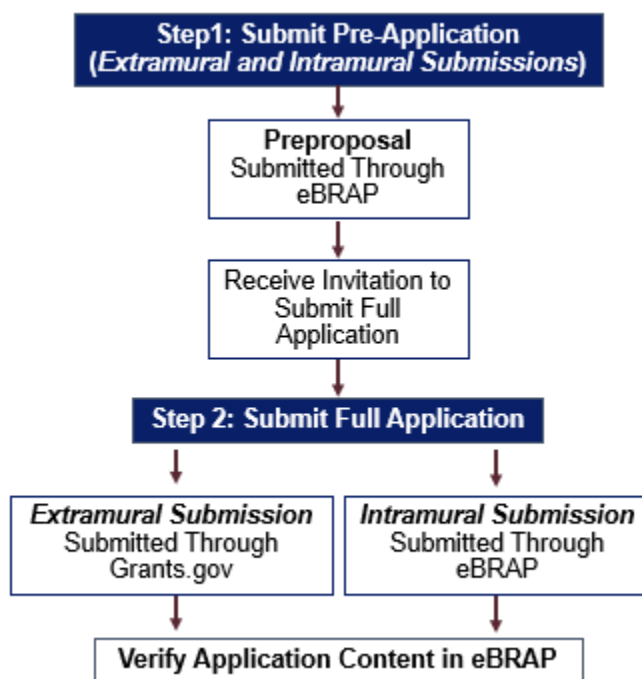 Step1: Submit Pre-Application
(Extramural and Intramural Submissions)
Preproposal
Submitted Through
eBRAP
Receive Invitation to
Submit Full
Application
Step 2: Submit Full Application
Extramural Submission
Submitted Through
Grants.gov
Intramural Submission
Submitted Through
eBRAP
Verify Application Content in eBRAP